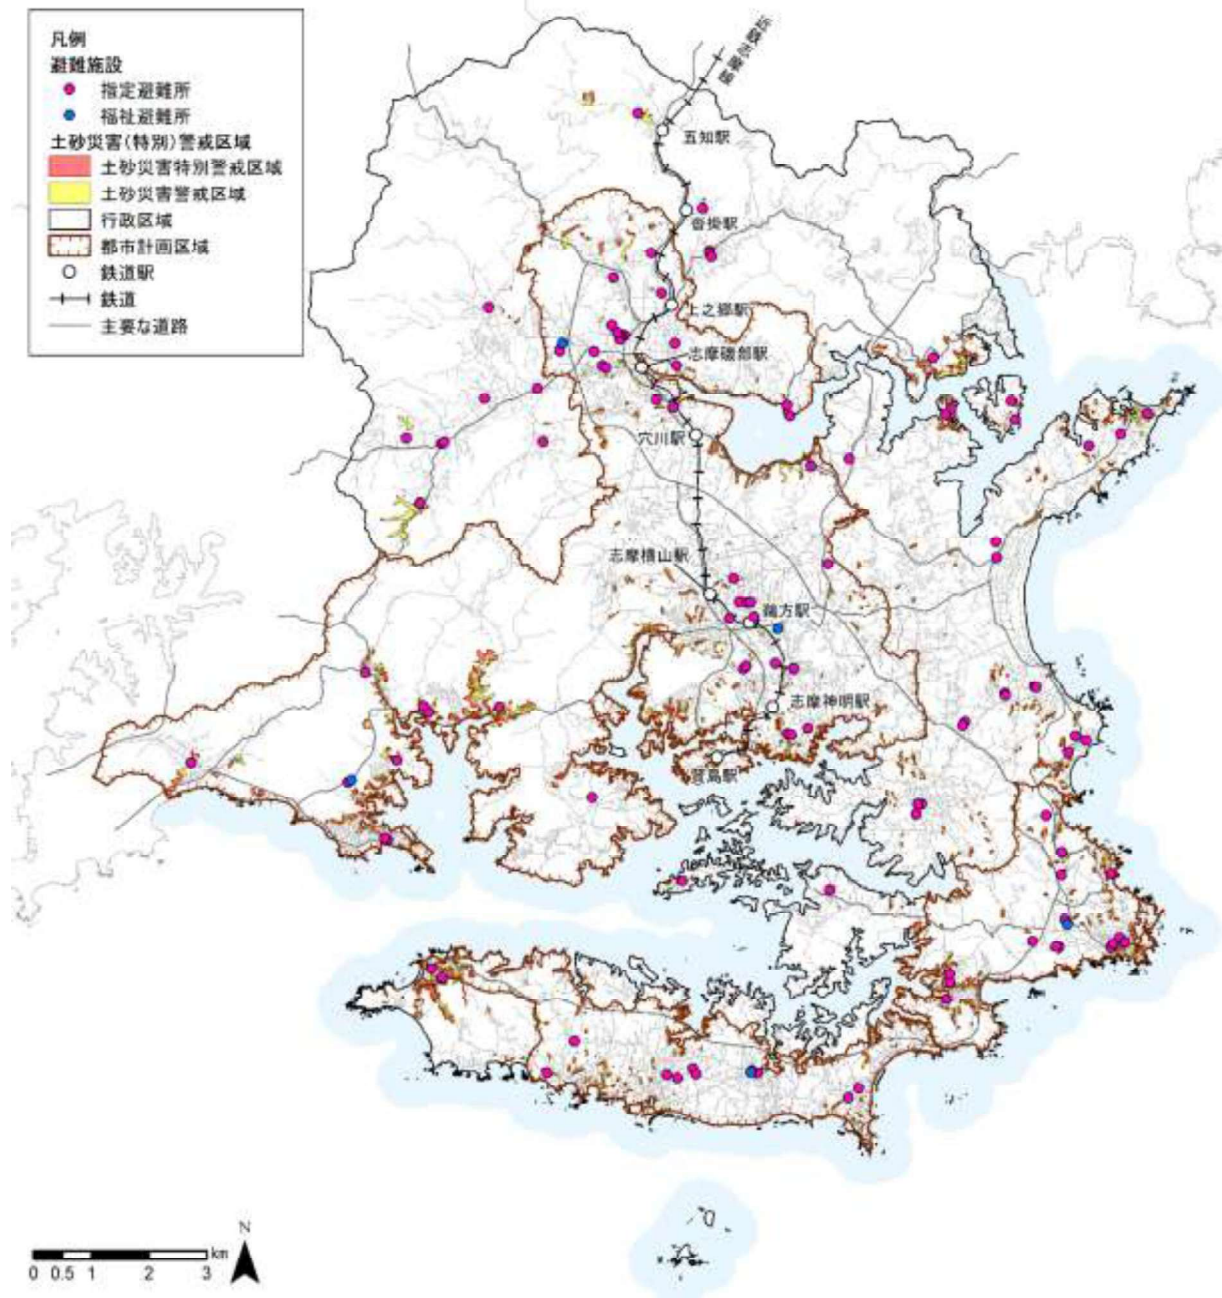 凡例
避難施設
指定避難所
福祉避難所
土砂災害(特別)警戒区域
土砂災害特別警戒区域
土砂災害警戒区域
行政区域
都市計画区域
鉄道駅
鉄道
主要な道路
近鉄志摩線
五知駅
沓掛駅
上之郷駅
志摩磯部駅
穴川駅
志摩横山駅
鵜方駅
志摩神明駅
賢島駅
N
km
0 0.5 1 2 3